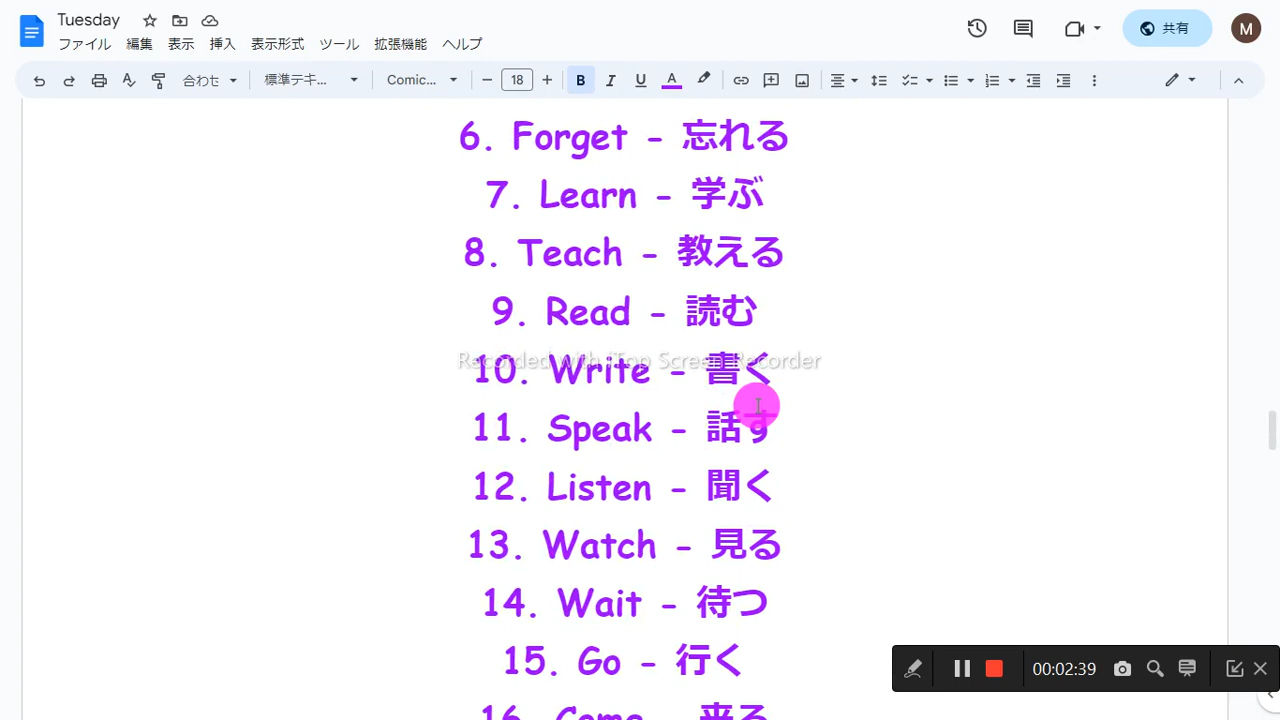 Tuesday
共有
M
ファイル 編集 表示 挿入 表示形式 ツール 拡張機能 ヘルプ
合わせ 標準テキ... Comic... − 18 + B I U A
6. Forget - 忘れる
7. Learn - 学ぶ
8. Teach - 教える
9. Read - 読む
Recorded with iTop Screen Recorder
10. Write - 書く
11. Speak - 話す
12. Listen - 聞く
13. Watch - 見る
14. Wait - 待つ
15. Go - 行く
16. Come - 来る
00:02:39